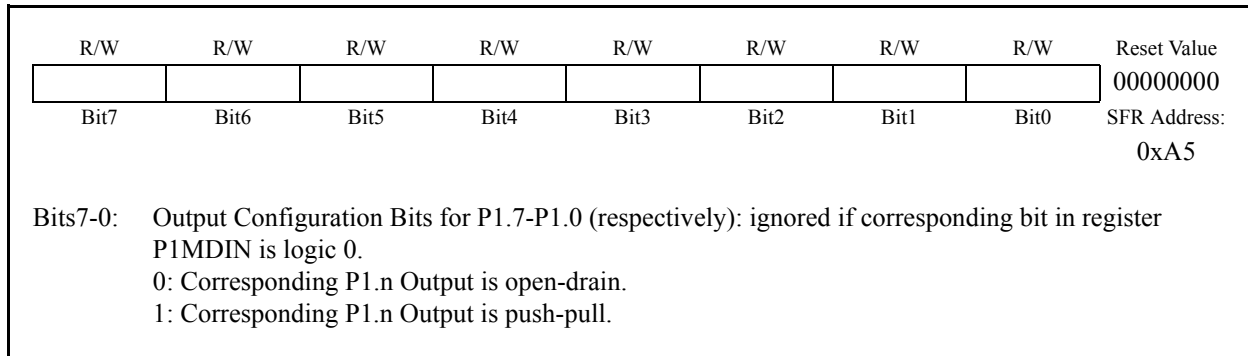 R/W R/W R/W R/W R/W R/W R/W R/W Reset Value
00000000
Bit7 Bit6 Bit5 Bit4 Bit3 Bit2 Bit1 Bit0 SFR Address:
0xA5
Bits7-0: Output Configuration Bits for P1.7-P1.0 (respectively): ignored if corresponding bit in register
P1MDIN is logic 0.
0: Corresponding P1.n Output is open-drain.
1: Corresponding P1.n Output is push-pull.